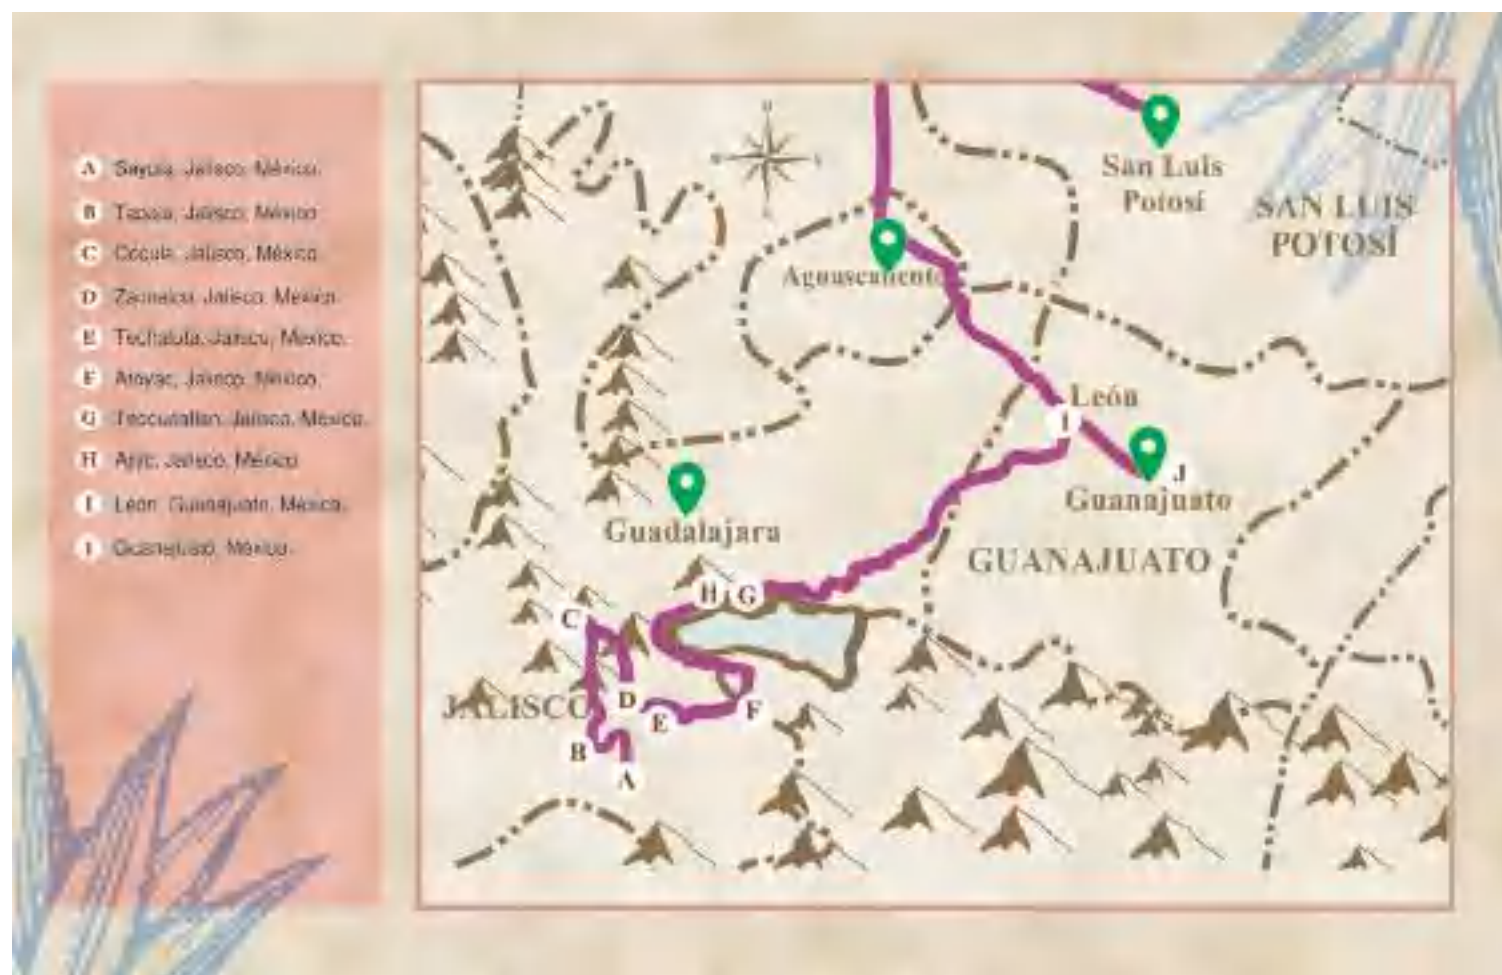 A Sayula, Jalisco, México.
B Tapala, Jalisco, México
C Cocula, Jalisco, México.
D Zacoalco, Jalisco, México.
E Techaluta, Jalisco, México.
F Atoyac, Jalisco, México.
G Jalisco, México.
H Ajijic, Jalisco, México
I León, Guanajuato, México.
I Guanajuato, México.
San Luis
Potosí
SAN LUIS
POTOSÍ
Aguascalientes
León
I
J
Guanajuato
Guadalajara
GUANAJUATO
H G
C
JALISCO
D
E
F
B
A